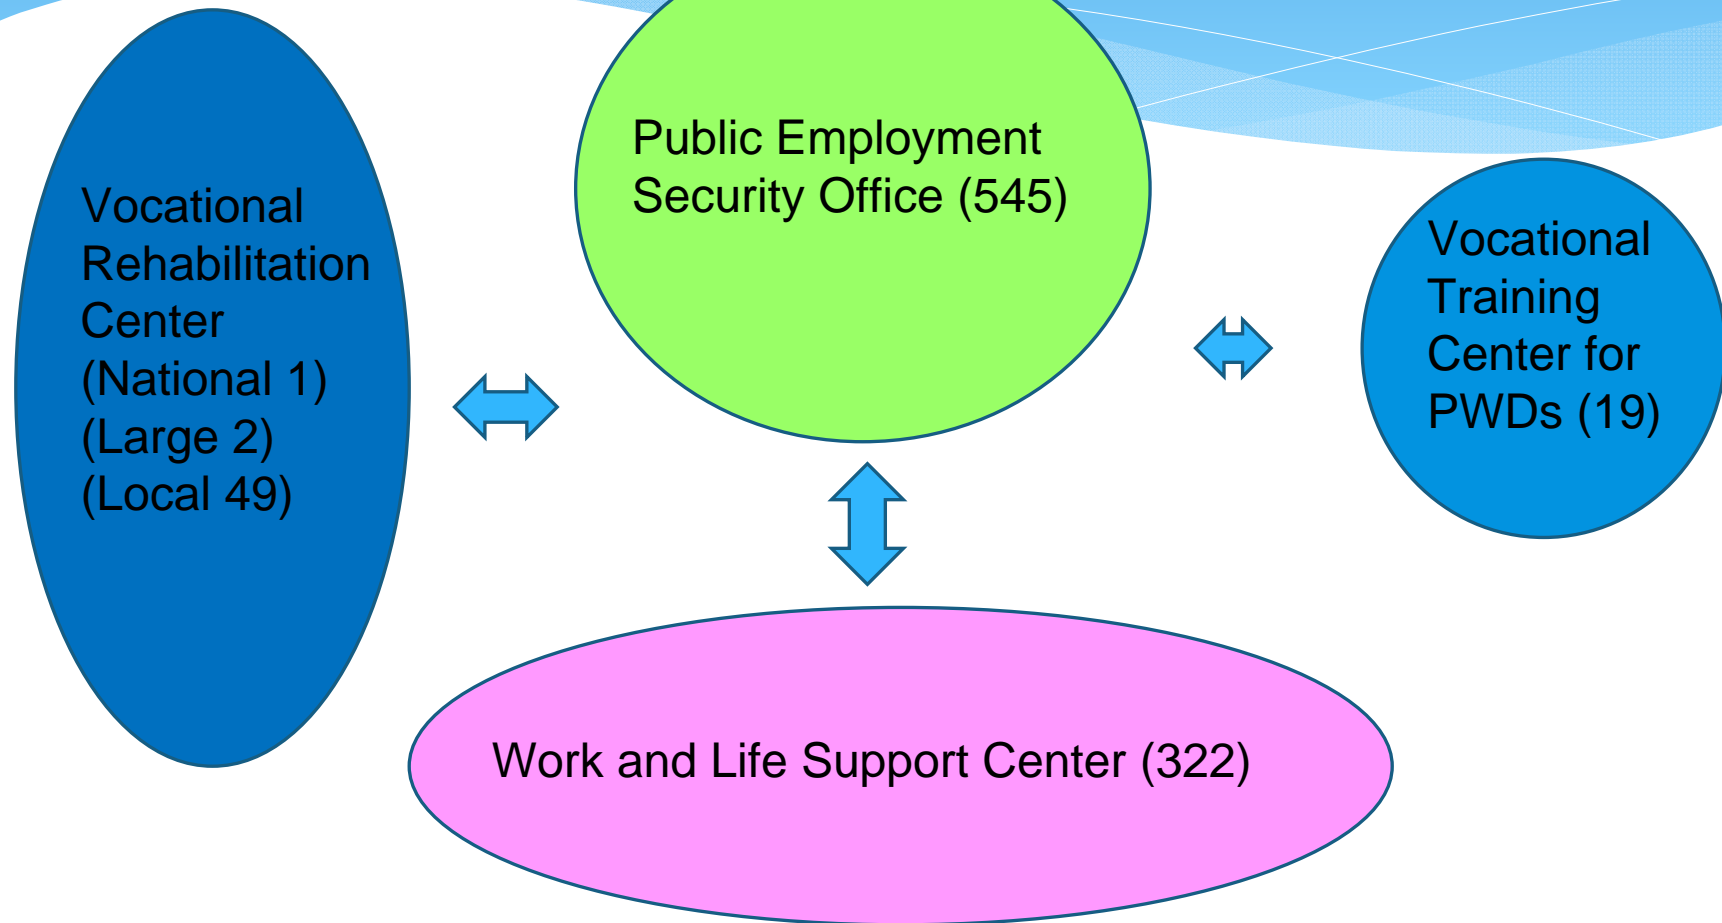 Public Employment
Security Office (545)
Vocational
Rehabilitation
Center
(National 1)
(Large 2)
(Local 49)
Vocational
Training
Center for
PWDs (19)
Work and Life Support Center (322)